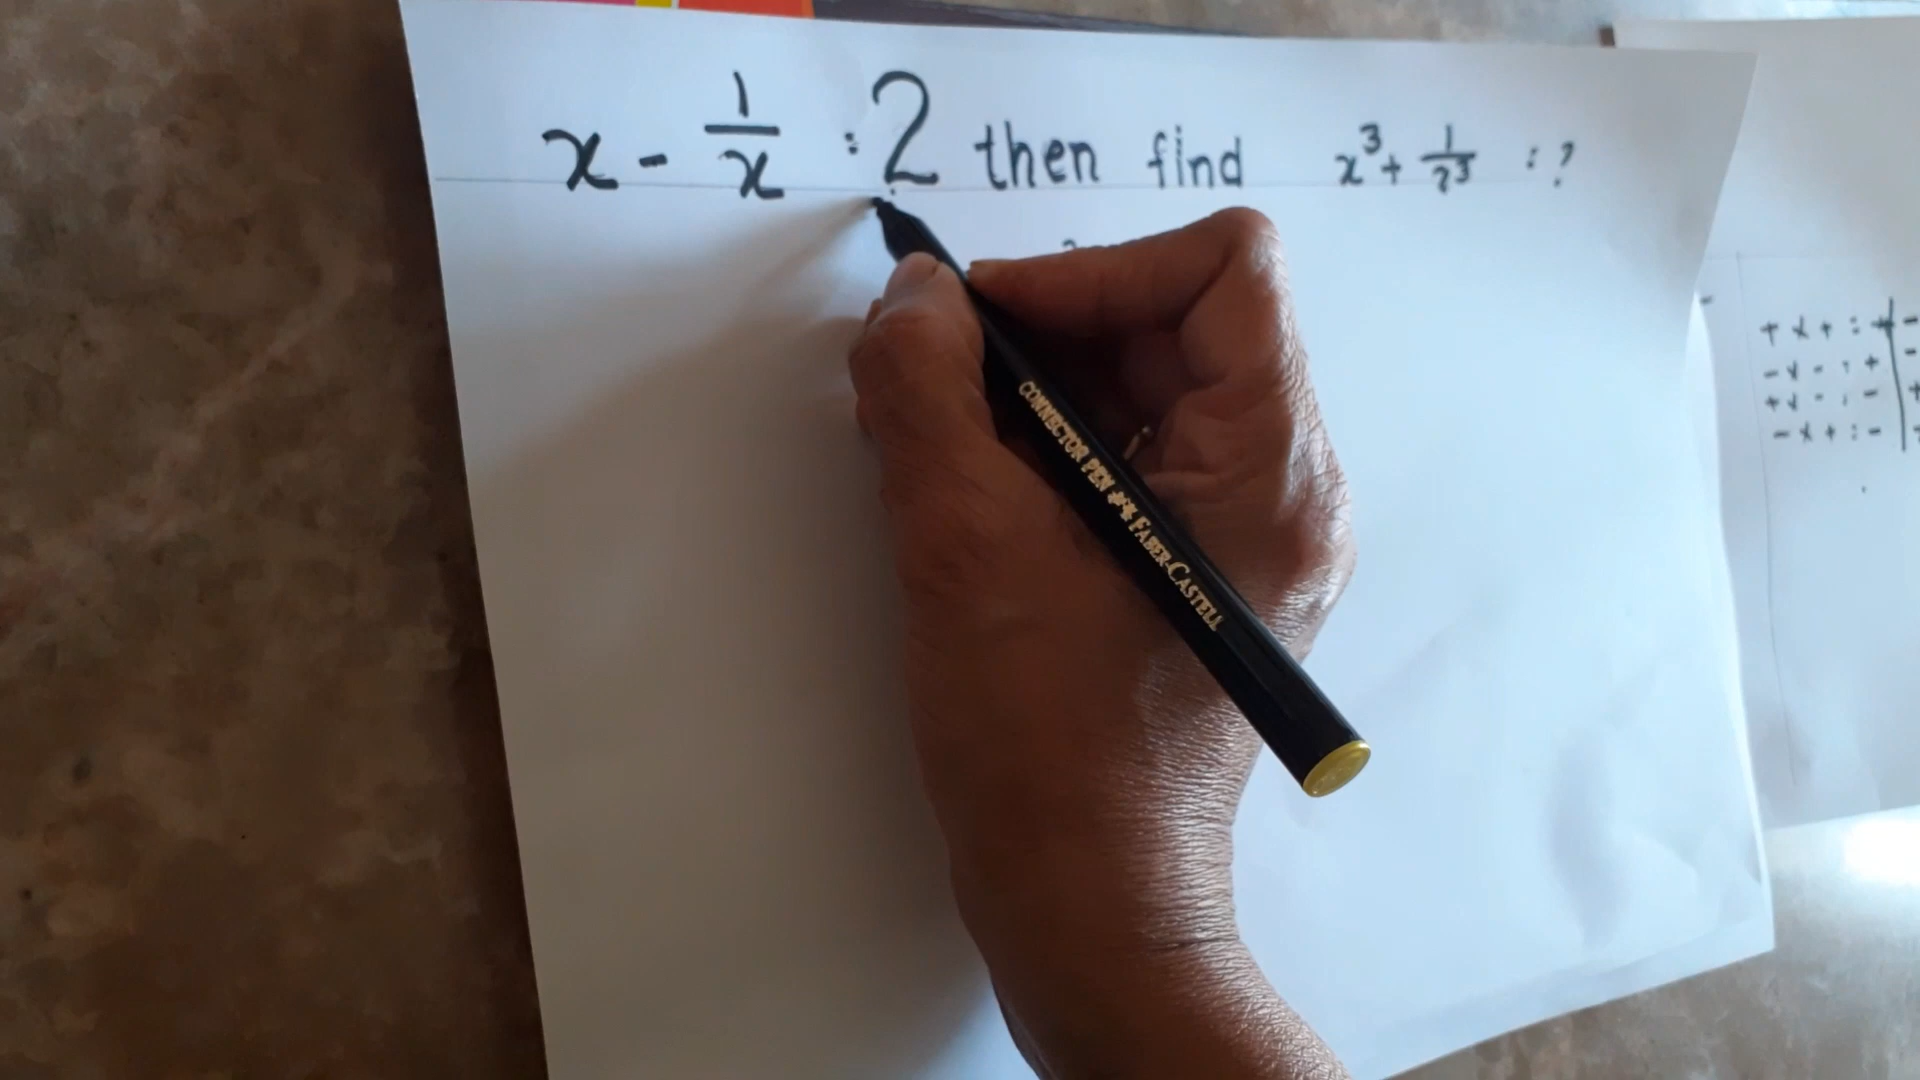 x - 1/x : 2 then find x³ + 1/x³ : ?
+ x + : +
- x - : +
+ x - : -
- x + : -
CONNECTOR PEN FABER-CASTELL